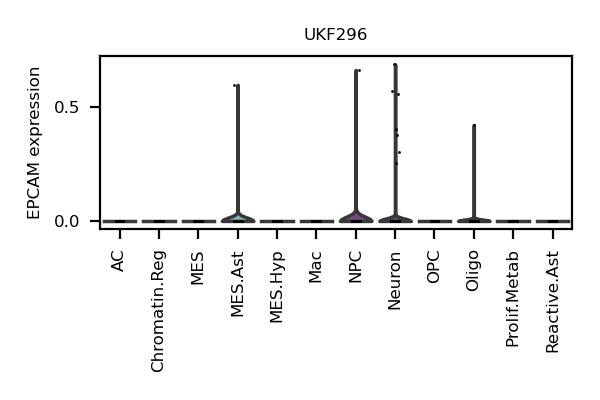 UKF296
EPCAM expression
0.5
0.0
AC
Chromatin.Reg
MES
MES.Ast
MES.Hyp
Mac
NPC
Neuron
OPC
Oligo
Prolif.Metab
Reactive.Ast